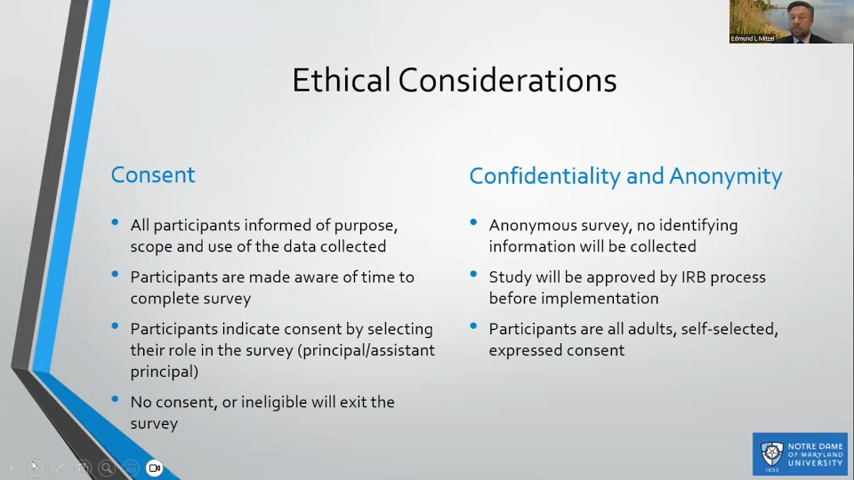 Edmund L Mitzel
Ethical Considerations
Consent
All participants informed of purpose,
scope and use of the data collected
Participants are made aware of time to
complete survey
Participants indicate consent by selecting
their role in the survey (principal/assistant
principal)
No consent, or ineligible will exit the
survey
Confidentiality and Anonymity
Anonymous survey, no identifying
information will be collected
Study will be approved by IRB process
before implementation
Participants are all adults, self-selected,
expressed consent
NOTRE DAME
OF MARYLAND
UNIVERSITY
1895